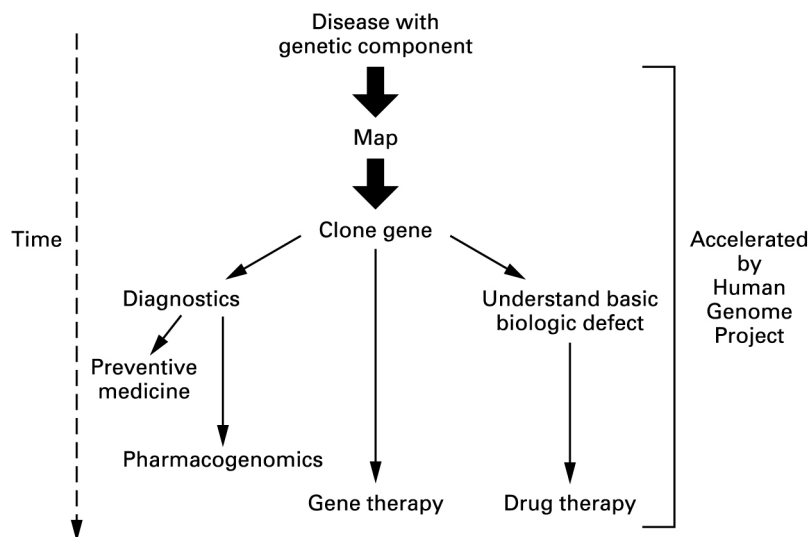 Disease with
genetic component
Map
Time
Clone gene
Accelerated
by
Human
Genome
Project
Diagnostics
Understand basic
biologic defect
Preventive
medicine
Pharmacogenomics
Gene therapy
Drug therapy